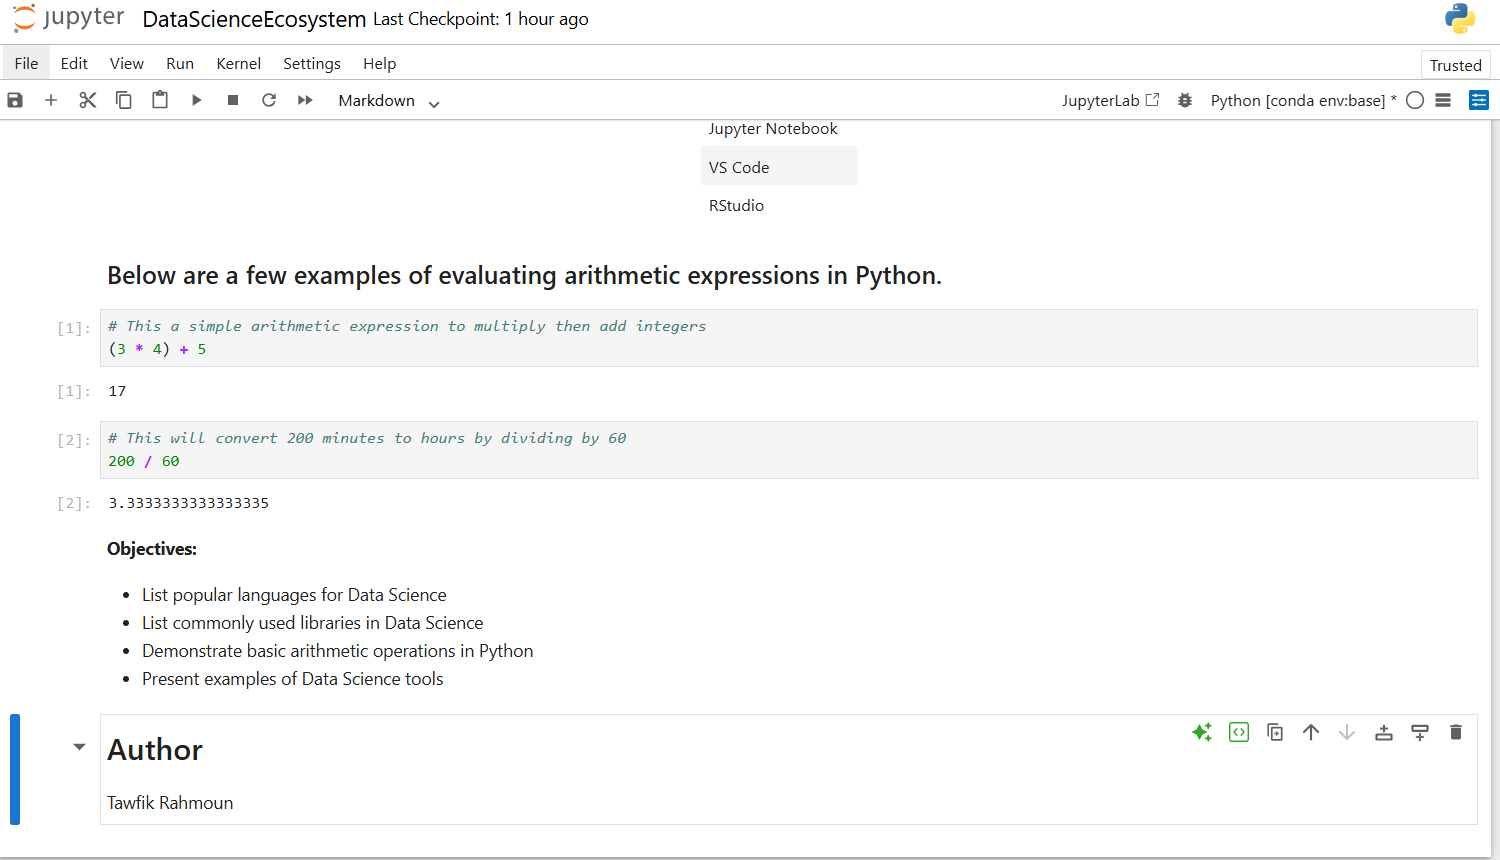 jupyter DataScienceEcosystem Last Checkpoint: 1 hour ago
File Edit View Run Kernel Settings Help Trusted
Markdown JupyterLab Python [conda env:base] *
Jupyter Notebook
VS Code
RStudio
Below are a few examples of evaluating arithmetic expressions in Python.
[1]: # This a simple arithmetic expression to multiply then add integers
(3 * 4) + 5
[1]: 17
[2]: # This will convert 200 minutes to hours by dividing by 60
200 / 60
[2]: 3.3333333333333335
Objectives:
• List popular languages for Data Science
• List commonly used libraries in Data Science
• Demonstrate basic arithmetic operations in Python
• Present examples of Data Science tools
Author
Tawfik Rahmoun